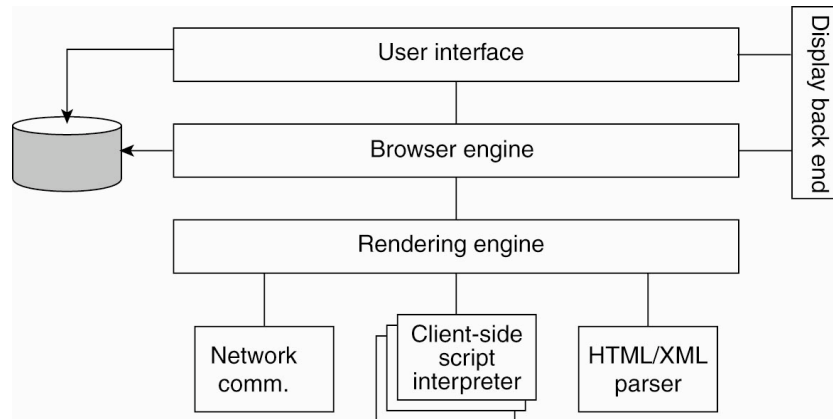 User interface
Display back end
Browser engine
Rendering engine
Network
comm.
Client-side
script
interpreter
HTML/XML
parser